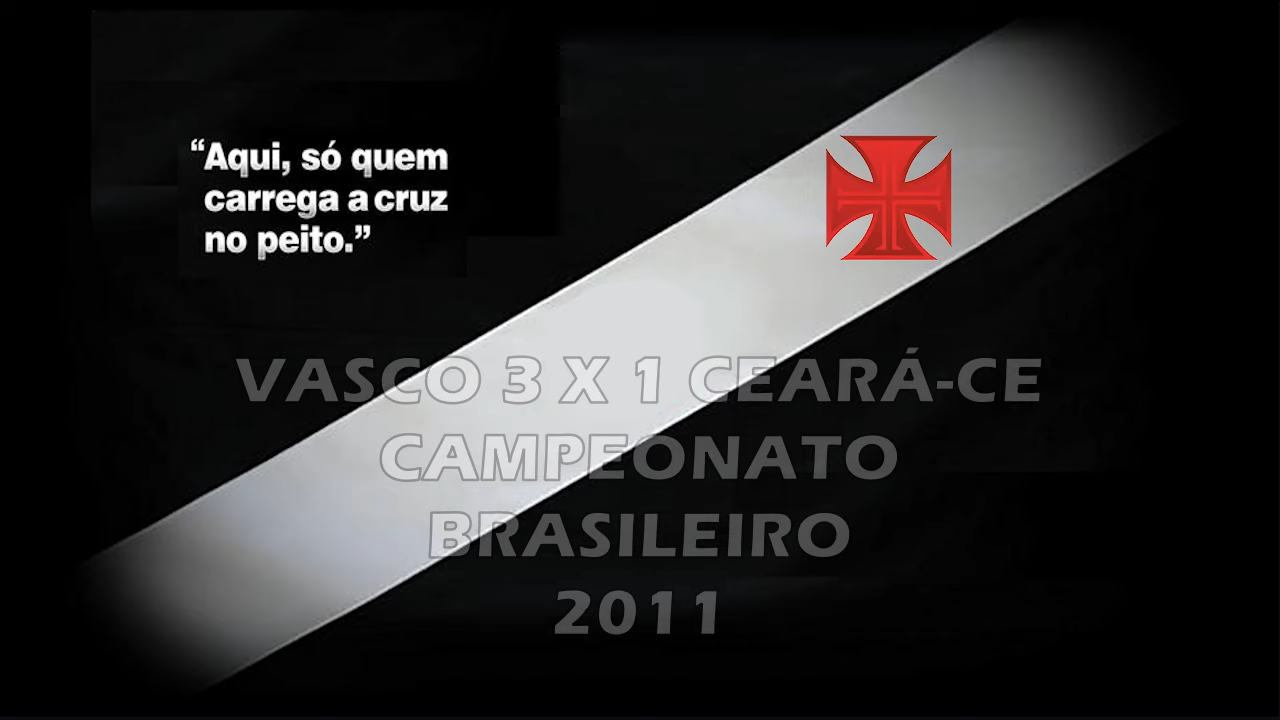 “Aqui, só quem
carrega a cruz
no peito.”
VASCO 3 X 1 CEARÁ-CE
CAMPEONATO
BRASILEIRO
2011